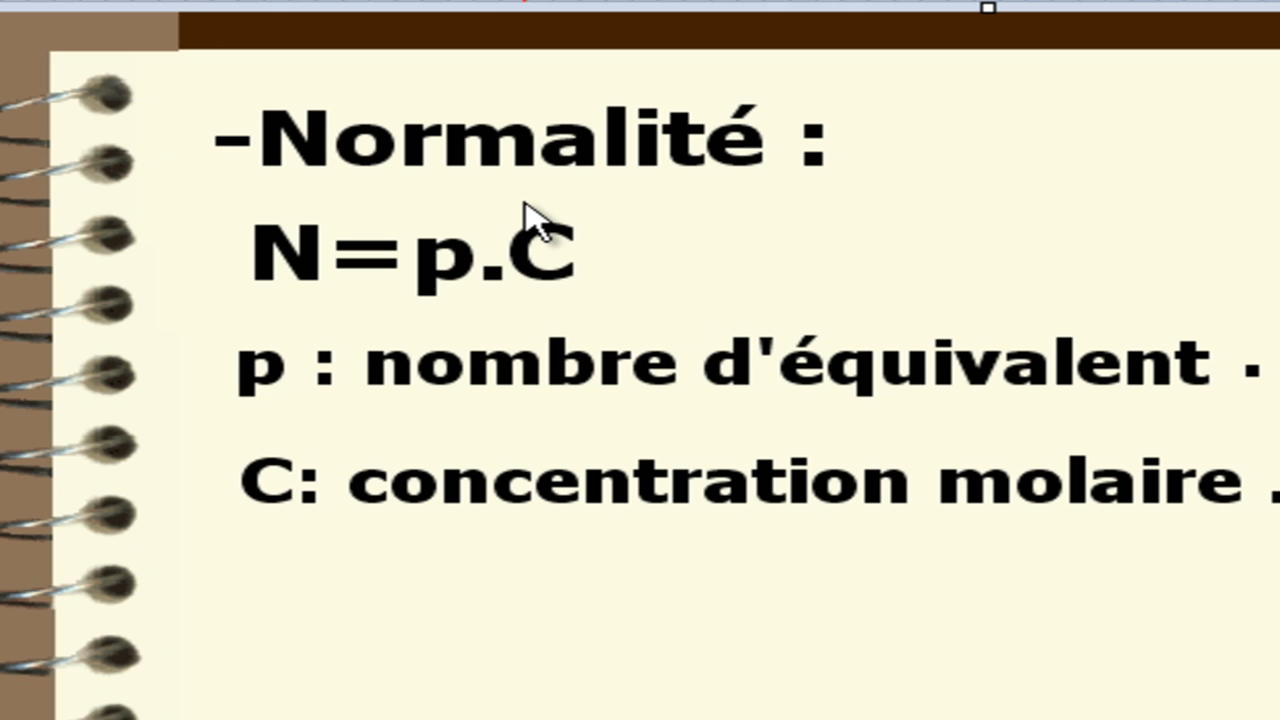 -Normalité :
N=p.C
p : nombre d'équivalent .
C: concentration molaire .